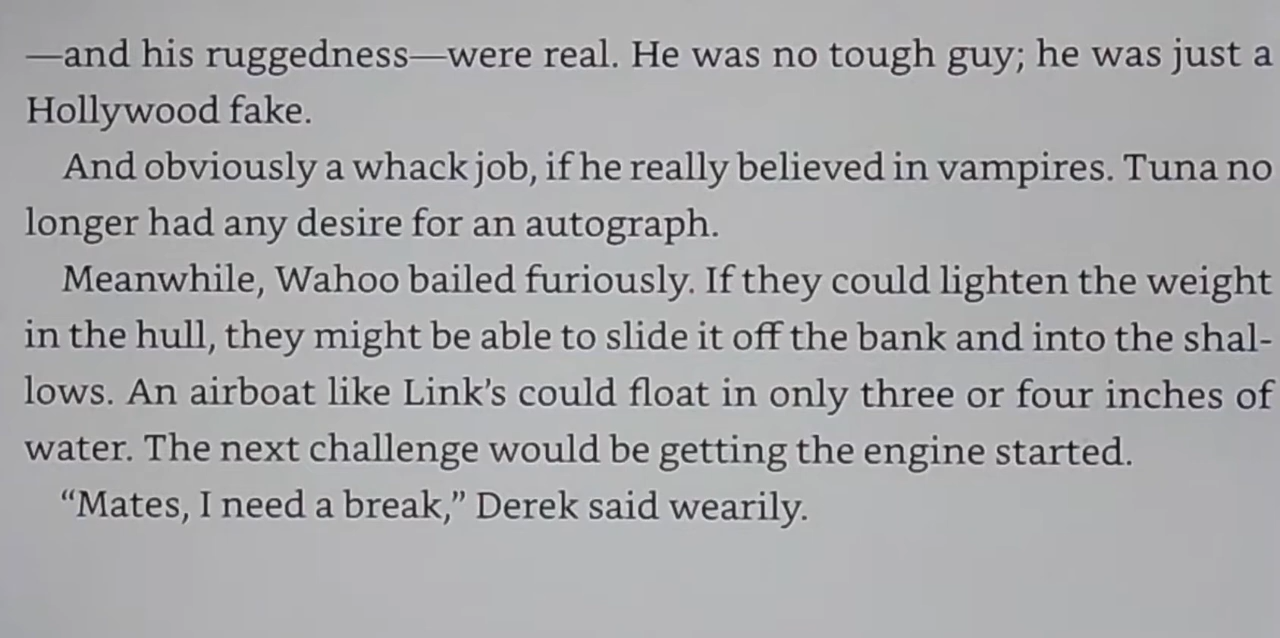 —and his ruggedness—were real. He was no tough guy; he was just a
Hollywood fake.
And obviously a whack job, if he really believed in vampires. Tuna no
longer had any desire for an autograph.
Meanwhile, Wahoo bailed furiously. If they could lighten the weight
in the hull, they might be able to slide it off the bank and into the shal-
lows. An airboat like Link’s could float in only three or four inches of
water. The next challenge would be getting the engine started.
“Mates, I need a break,” Derek said wearily.